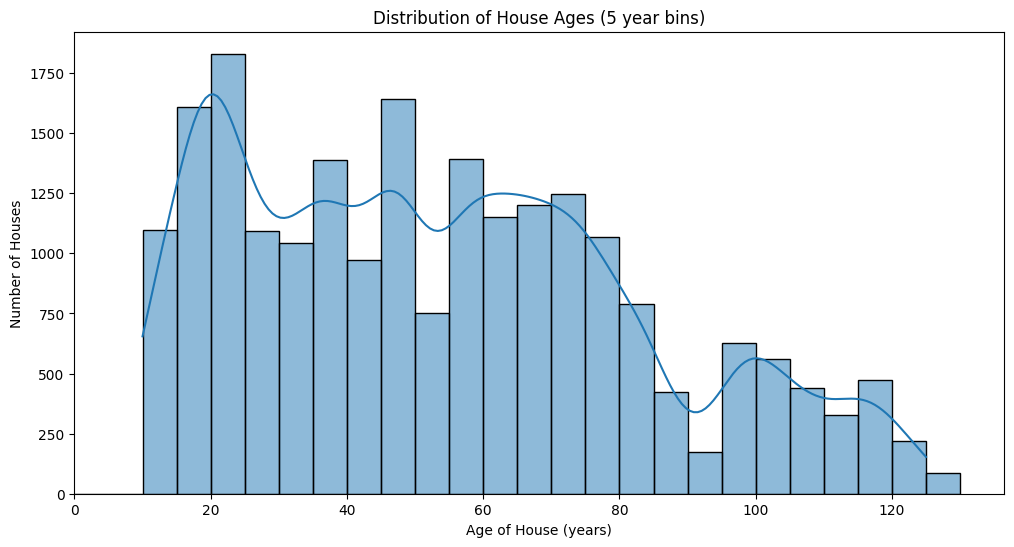 Distribution of House Ages (5 year bins)
Number of Houses
1750
1500
1250
1000
750
500
250
0
0 20 40 60 80 100 120
Age of House (years)